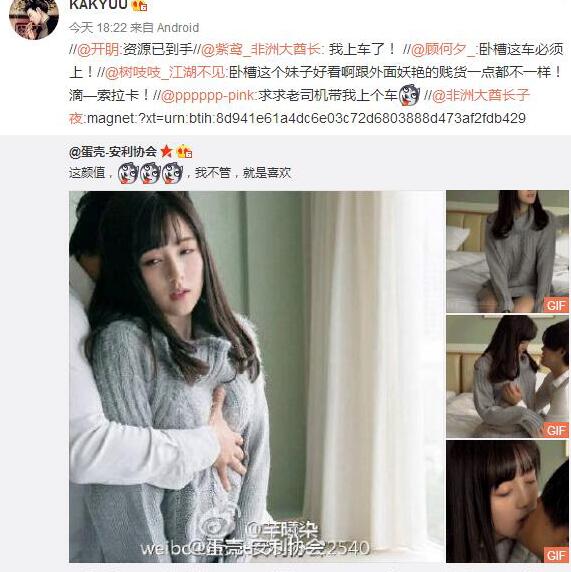 KAKYUU
今天 18:22 来自 Android
//@开明:资源已到手//@紫鸢_非洲大酋长: 我上车了！ //@顾何夕_:卧槽这车必须
上！//@树吱吱_江湖不见:卧槽这个妹子好看啊跟外面妖艳的贱货一点都不一样！
滴—索拉卡！//@pppppp-pink:求求老司机带我上个车 //@非洲大酋长子
夜:magnet:?xt=urn:btih:8d941e61a4dc6e03c72d6803888d473af2fdb429
@蛋壳-安利协会
这颜值，，我不管，就是喜欢
GIF
GIF
GIF
weibo@蛋壳-安利协会2540